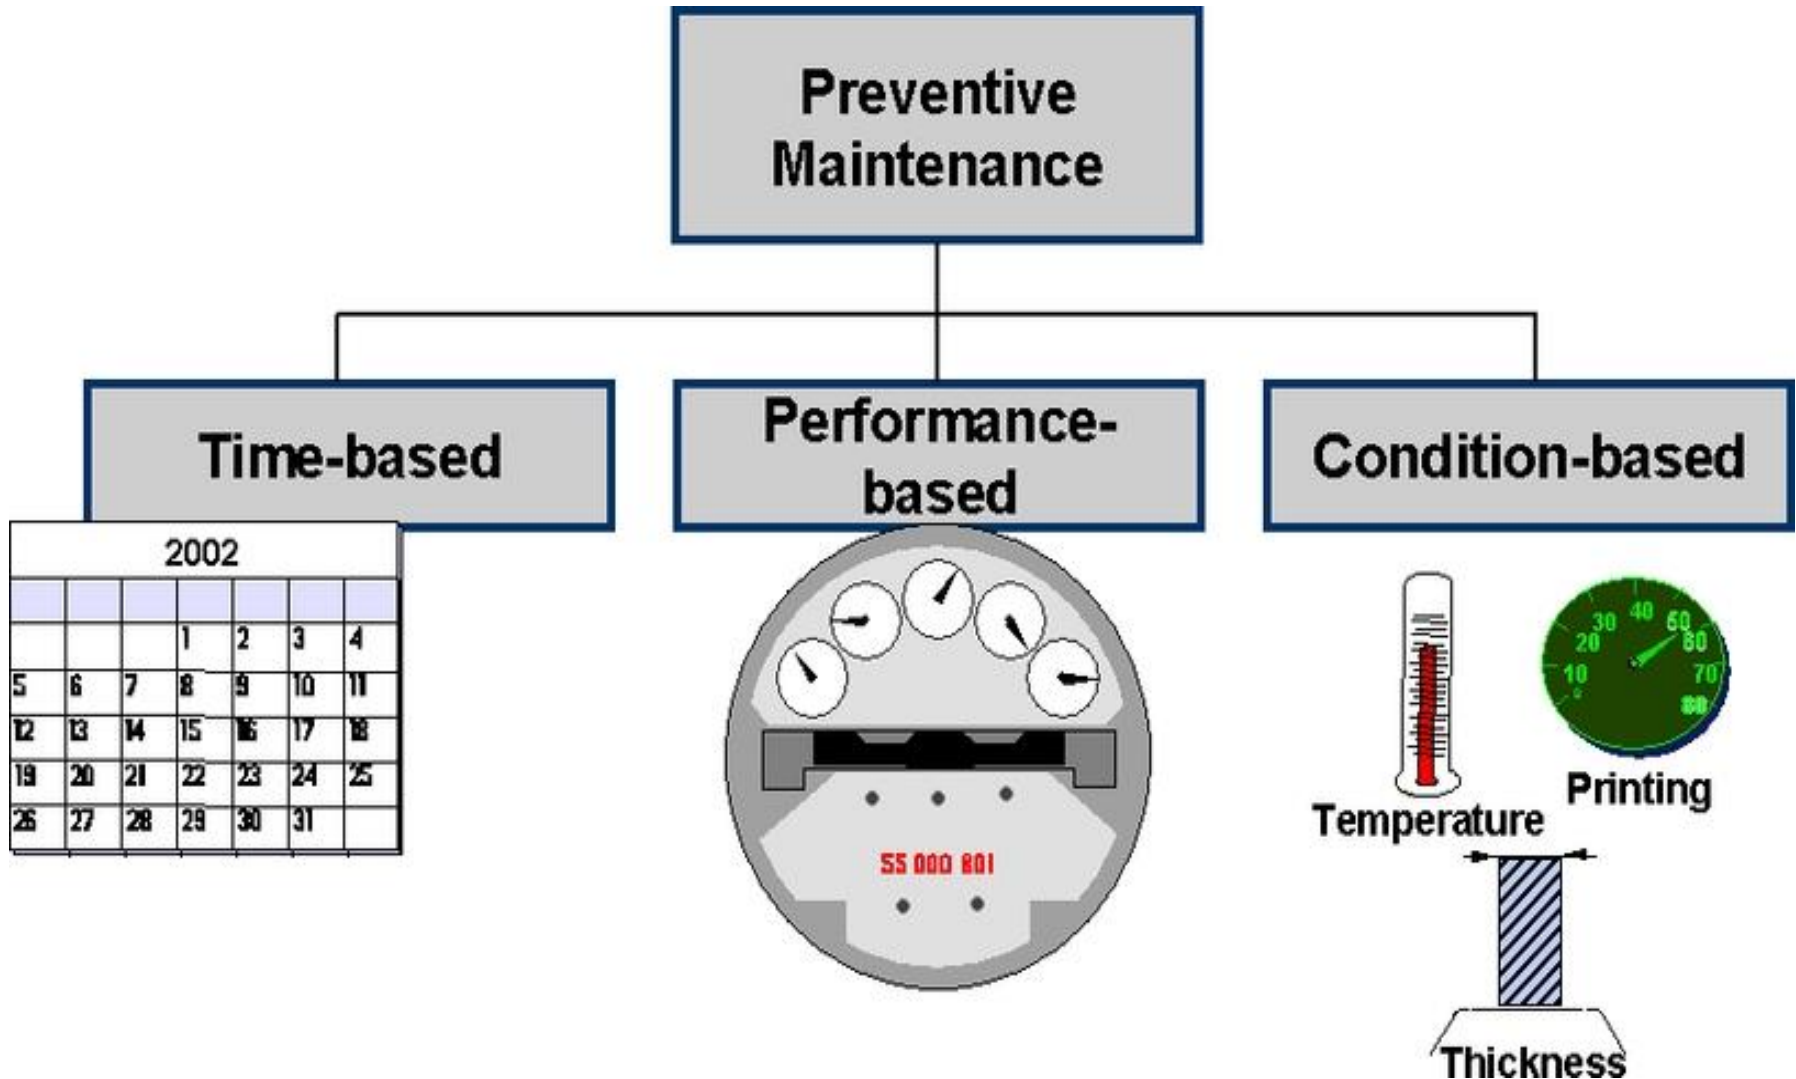 Preventive
Maintenance
Time-based
Performance-
based
Condition-based
2002
1 2 3 4
5 6 7 8 9 10 11
12 13 14 15 16 17 18
19 20 21 22 23 24 25
26 27 28 29 30 31
55 000 801
0 10 20 30 40 50 60 70 80
Temperature
Printing
Thickness